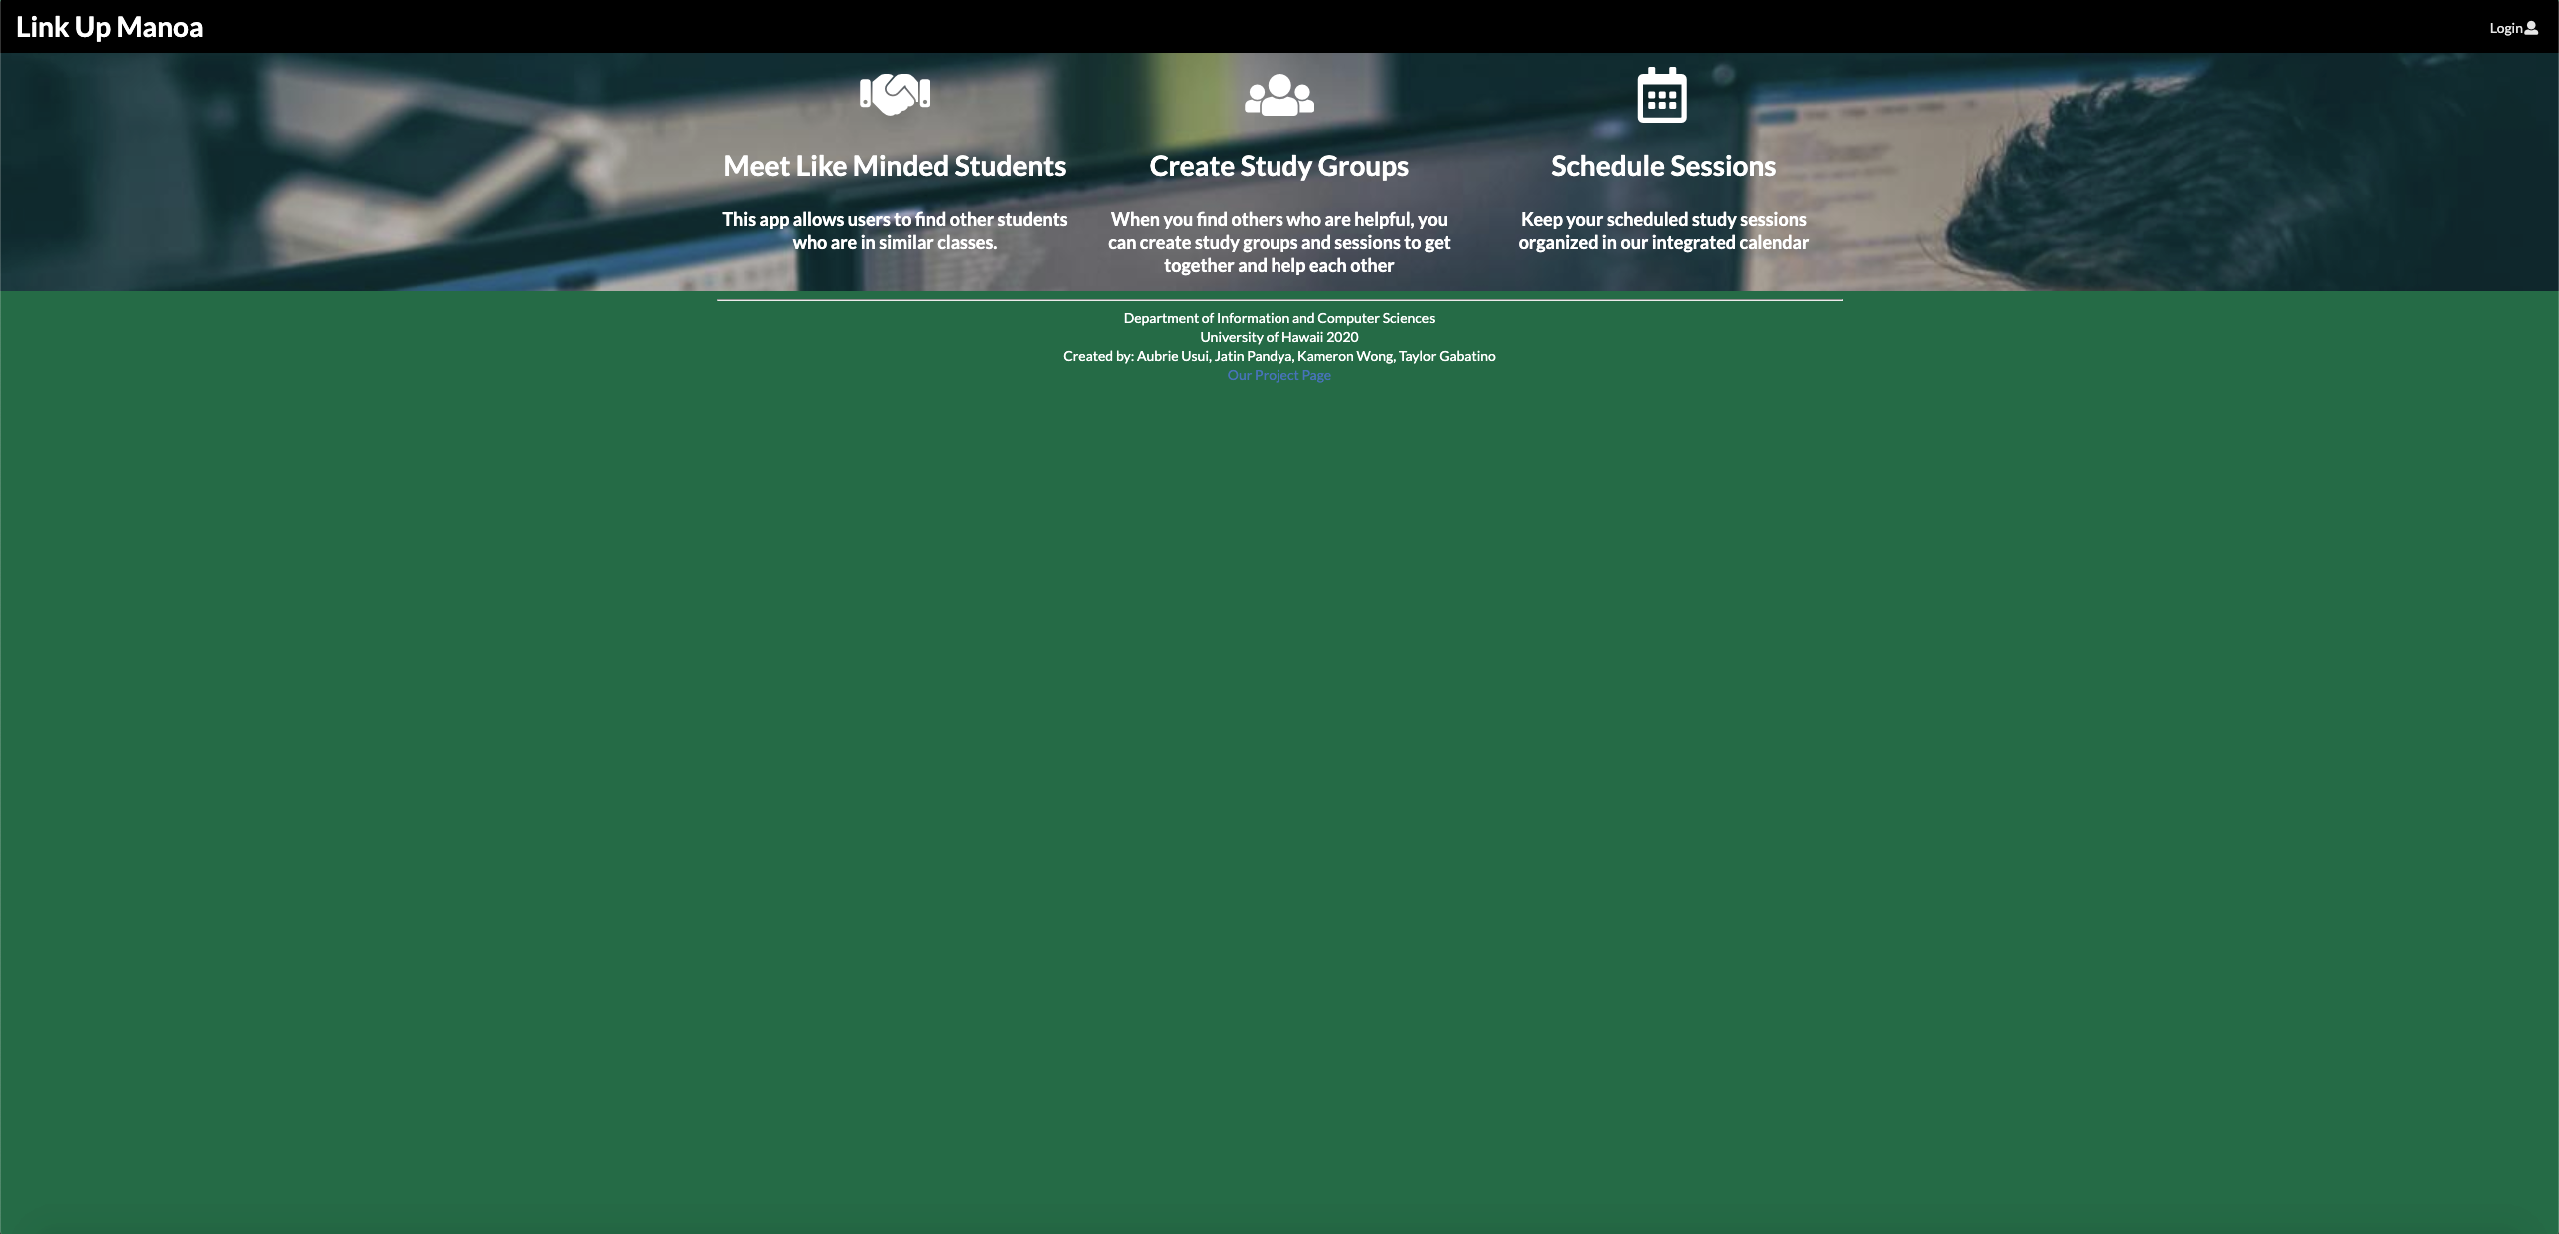 Link Up Manoa
Login
Meet Like Minded Students
This app allows users to find other students
who are in similar classes.
Create Study Groups
When you find others who are helpful, you
can create study groups and sessions to get
together and help each other
Schedule Sessions
Keep your scheduled study sessions
organized in our integrated calendar
Department of Information and Computer Sciences
University of Hawaii 2020
Created by: Aubrie Usui, Jatin Pandya, Kameron Wong, Taylor Gabatino
Our Project Page